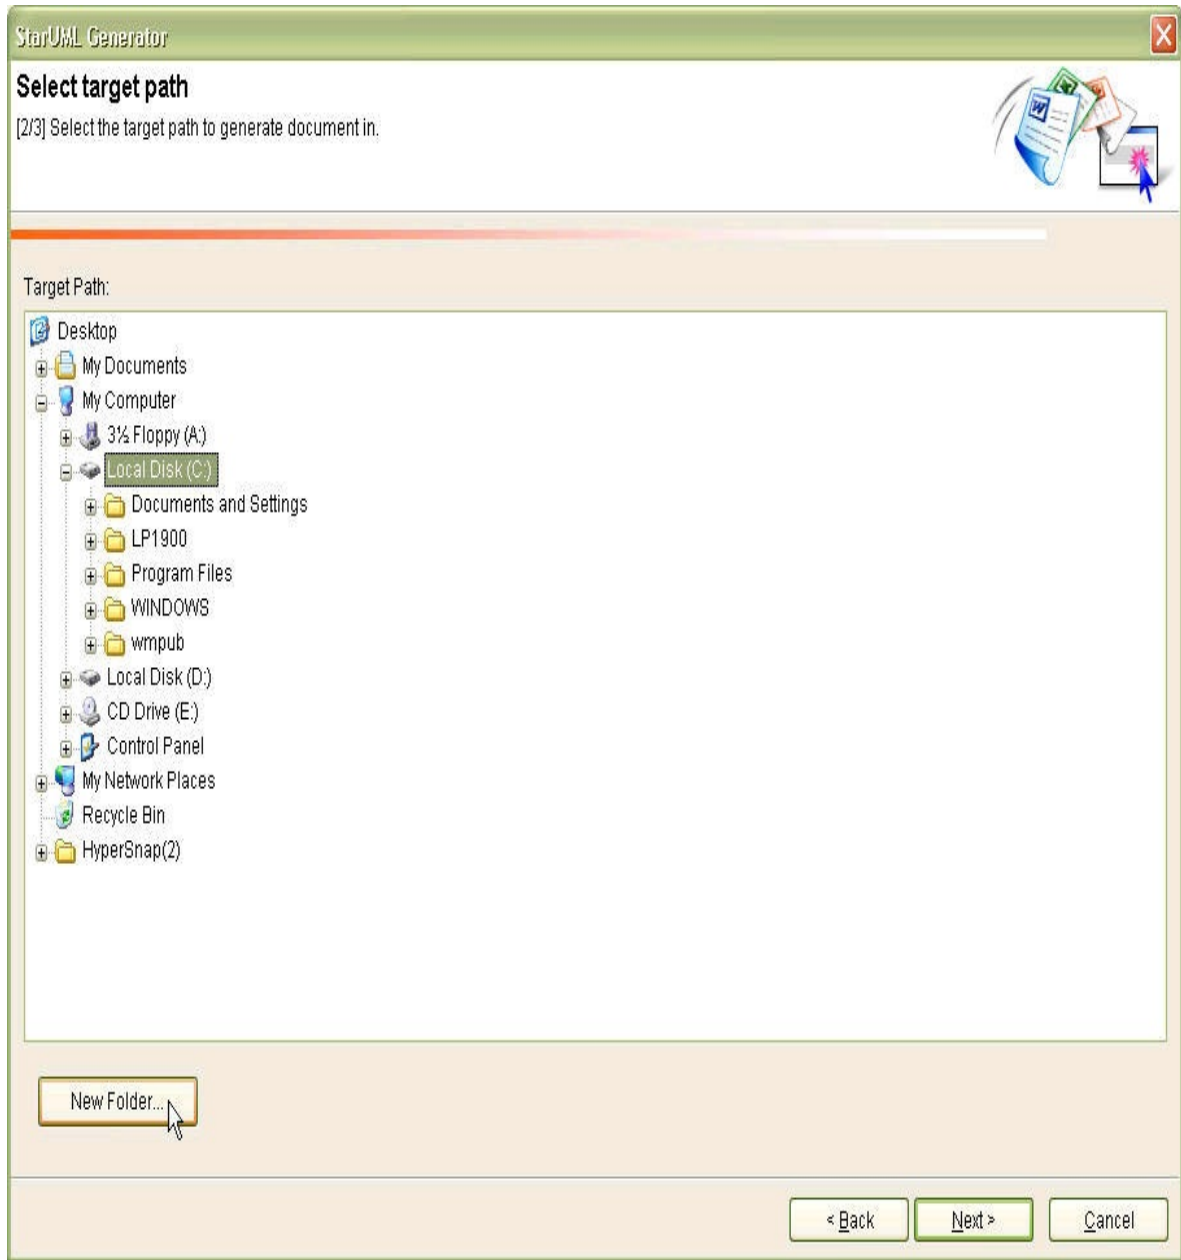 StarUML Generator
Select target path
[2/3] Select the target path to generate document in.
W
Target Path:
Desktop
My Documents
My Computer
3½ Floppy (A:)
Local Disk (C:)
Documents and Settings
LP1900
Program Files
WINDOWS
wmpub
Local Disk (D:)
CD Drive (E:)
Control Panel
My Network Places
Recycle Bin
HyperSnap(2)
New Folder...
< Back
Next >
Cancel